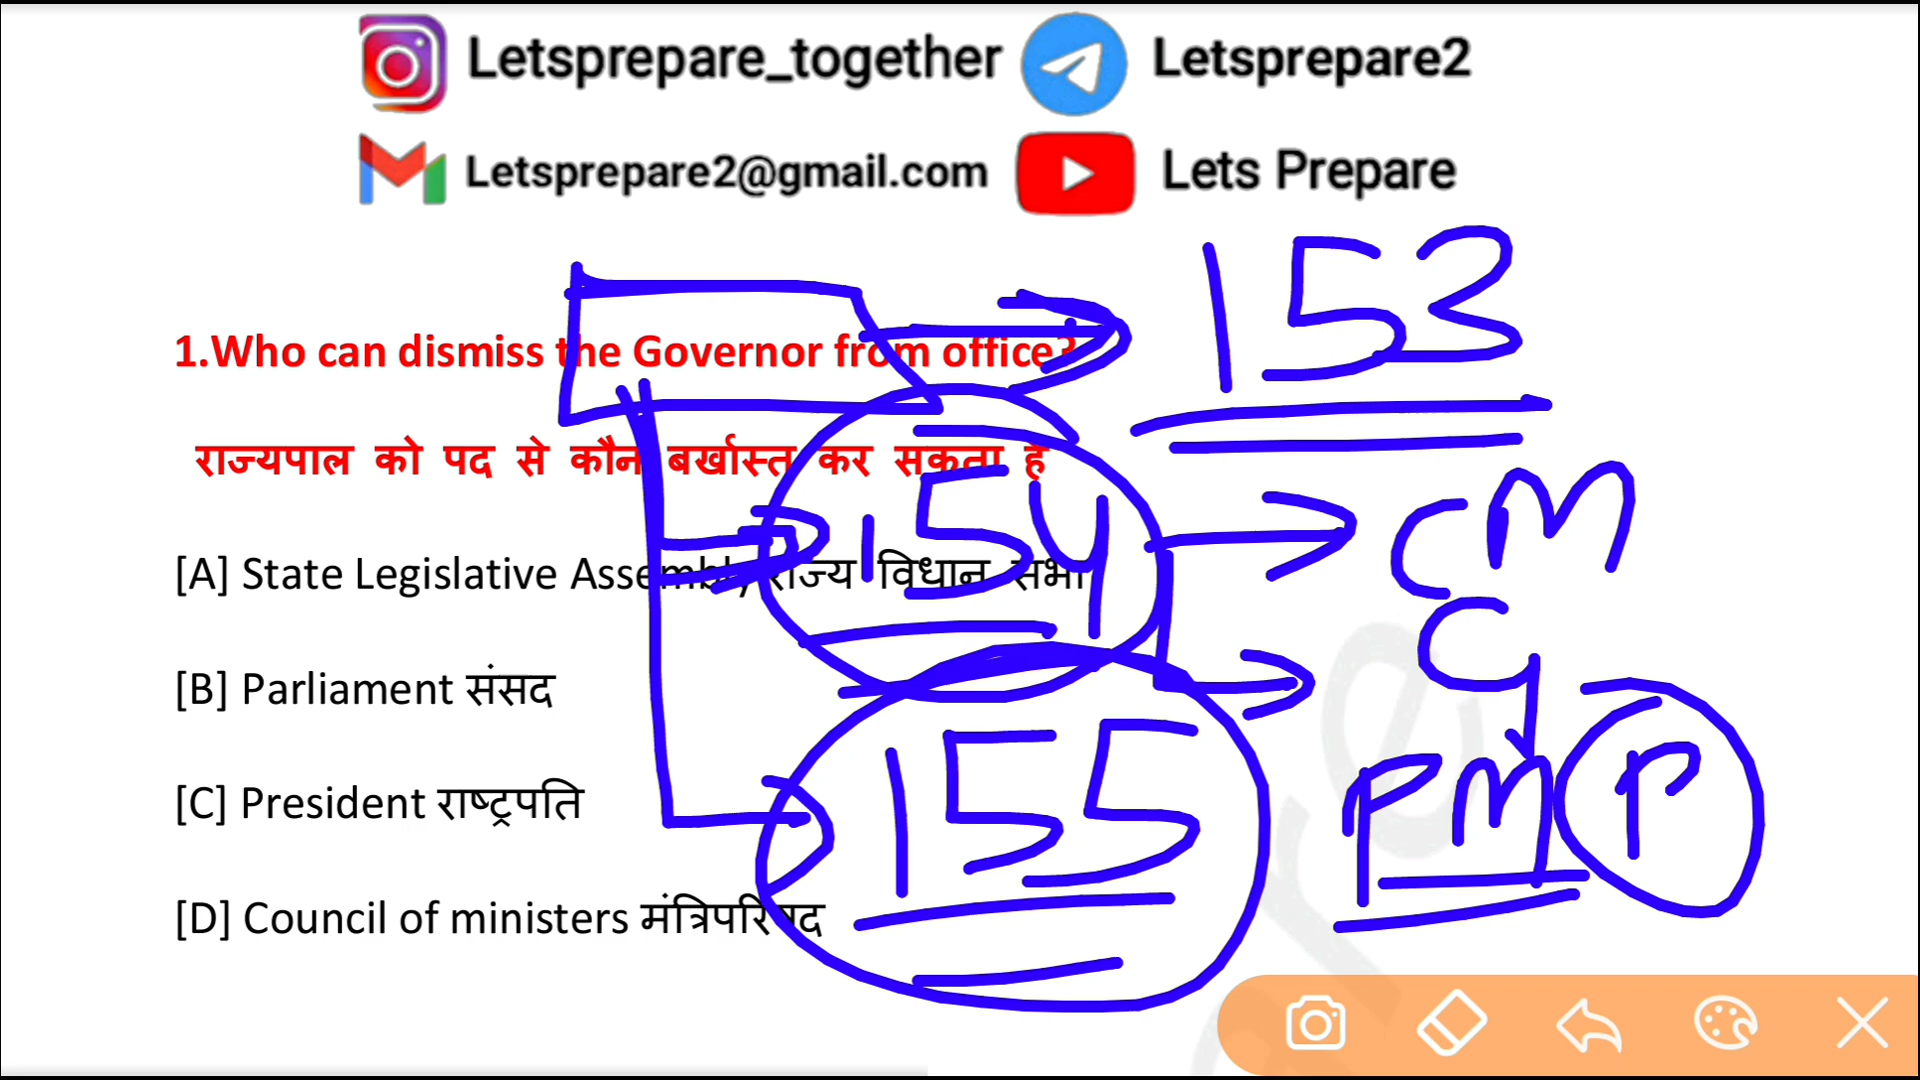 Letsprepare_together Letsprepare2
Letsprepare2@gmail.com Lets Prepare
153
1.Who can dismiss the Governor from office?
राज्यपाल को पद से कौन बर्खास्त कर सकता है
154 CM
[A] State Legislative Assembly राज्य विधान सभा
C
[B] Parliament संसद
155 PM P
[C] President राष्ट्रपति
[D] Council of ministers मंत्रिपरिषद